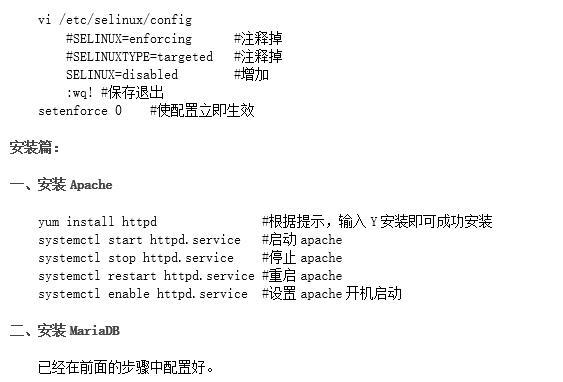 vi /etc/selinux/config
#SELINUX=enforcing #注释掉
#SELINUXTYPE=targeted #注释掉
SELINUX=disabled #增加
:wq! #保存退出
setenforce 0 #使配置立即生效
安装篇：
一、安装 Apache
yum install httpd #根据提示，输入 Y 安装即可成功安装
systemctl start httpd.service #启动 apache
systemctl stop httpd.service #停止 apache
systemctl restart httpd.service #重启 apache
systemctl enable httpd.service #设置 apache 开机启动
二、安装 MariaDB
已经在前面的步骤中配置好。